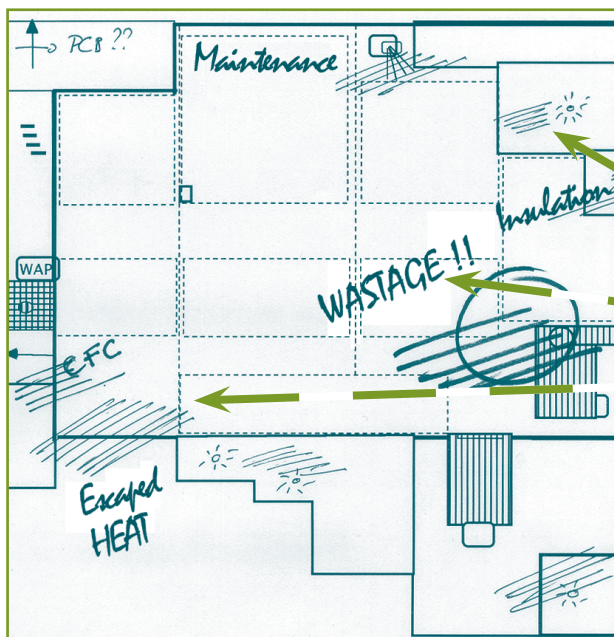 PCB ??
Maintenance
Insulation
WAP
WASTAGE !!
CFC
Escaped
HEAT